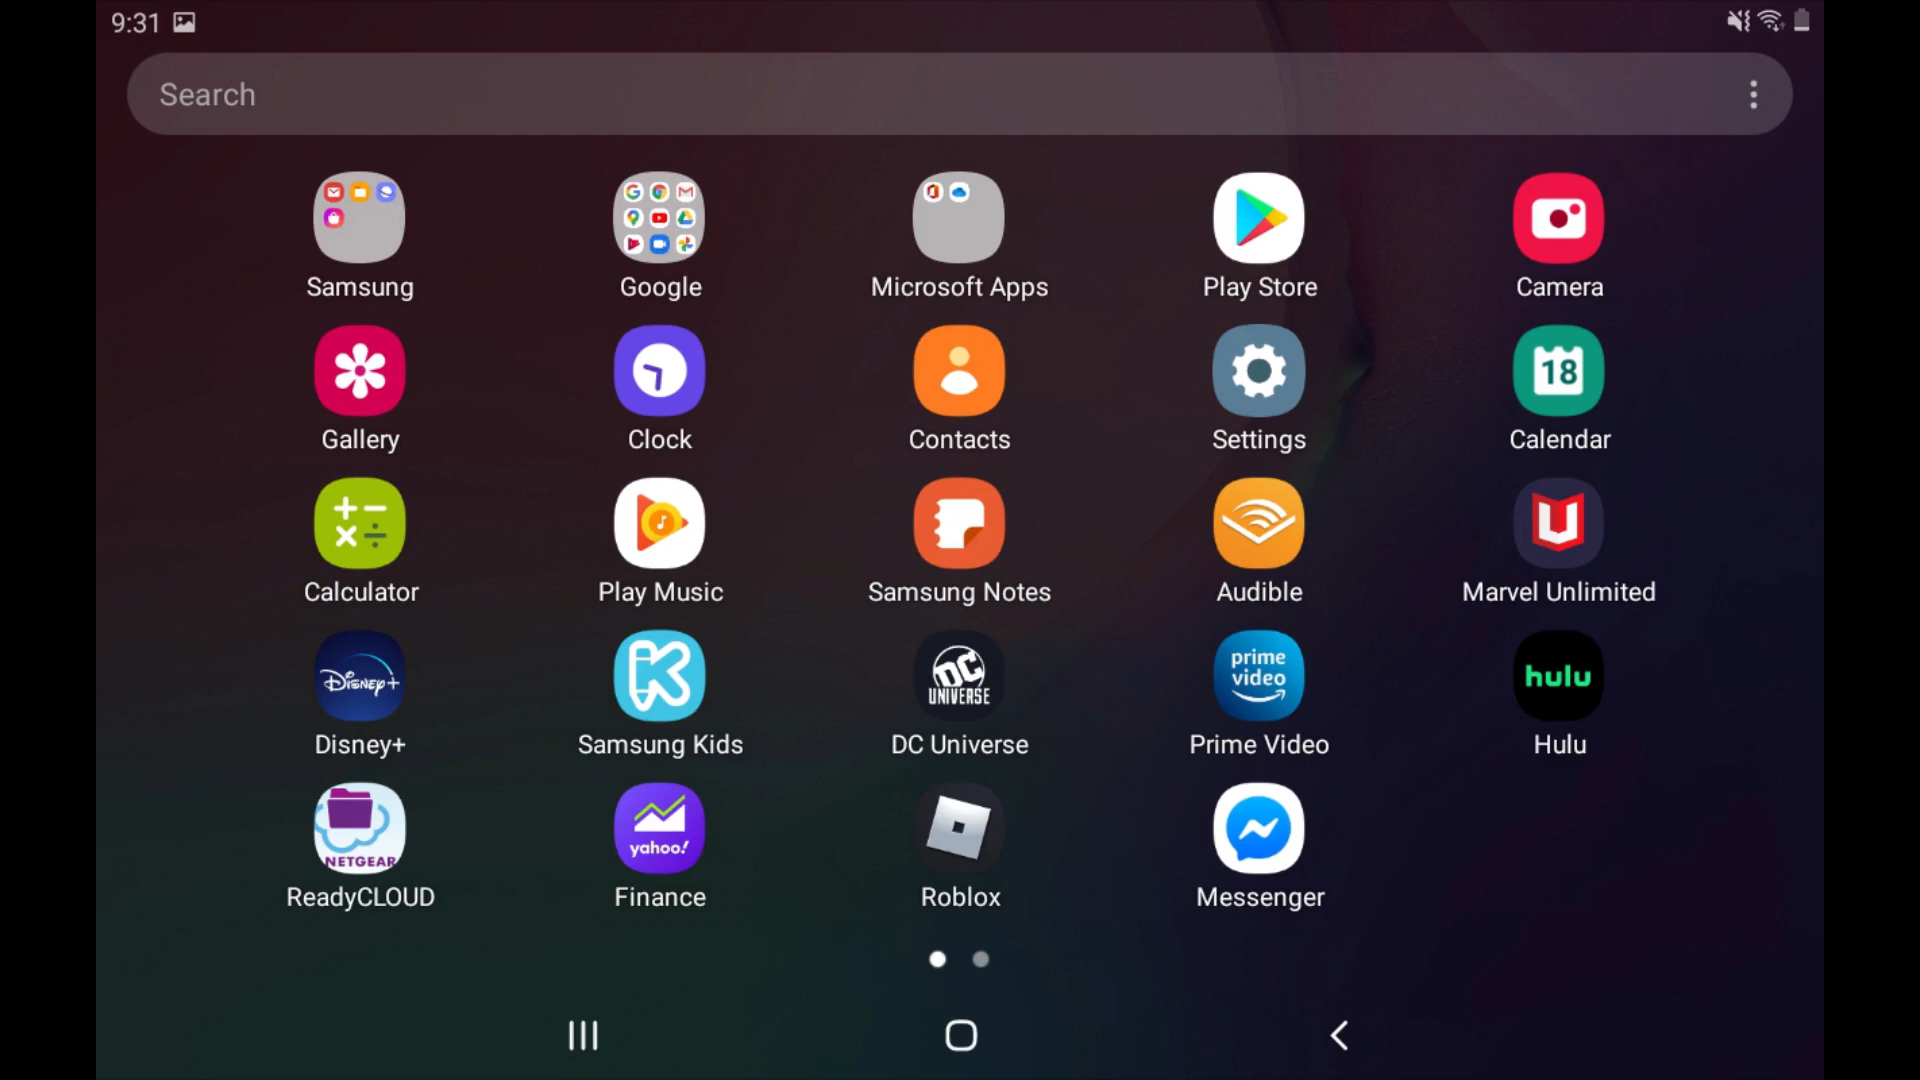 9:31
Search
Samsung
Google
Microsoft Apps
Play Store
Camera
Gallery
Clock
Contacts
Settings
18
Calendar
Calculator
Play Music
Samsung Notes
Audible
Marvel Unlimited
Disney+
Disney+
Samsung Kids
DC
UNIVERSE
DC Universe
prime
video
Prime Video
hulu
Hulu
NETGEAR
ReadyCLOUD
yahoo!
Finance
Roblox
Messenger